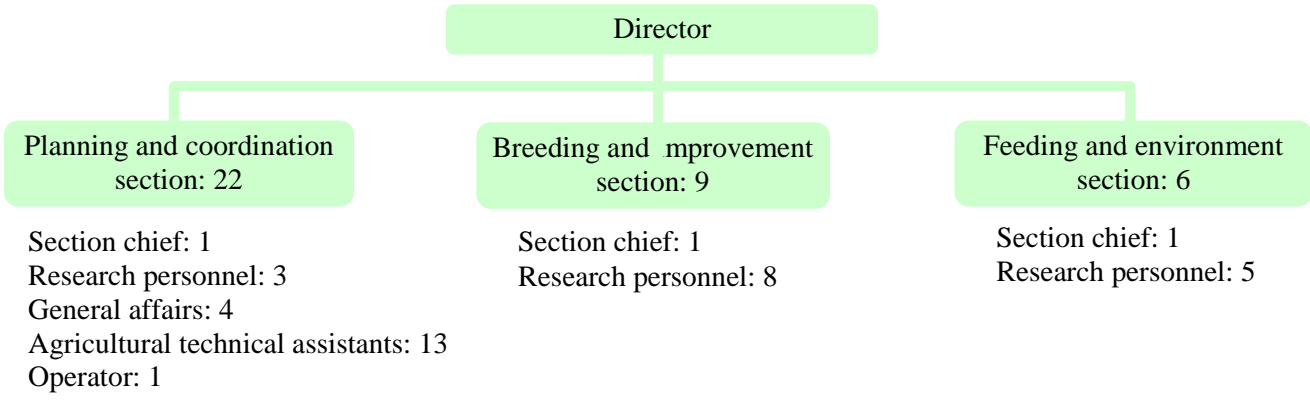 Director
Planning and coordination
section: 22
Section chief: 1
Research personnel: 3
General affairs: 4
Agricultural technical assistants: 13
Operator: 1
Breeding and mprovement
section: 9
Section chief: 1
Research personnel: 8
Feeding and environment
section: 6
Section chief: 1
Research personnel: 5